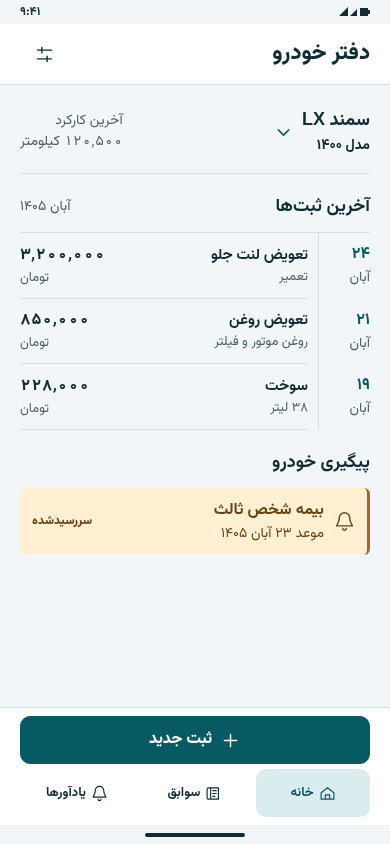 ۹:۴۱
دفتر خودرو
سمند LX
مدل ۱۴۰۰
آخرین کارکرد
۱۲۰,۵۰۰ کیلومتر
آخرین ثبت‌ها
آبان ۱۴۰۵
۲۴
آبان
تعویض لنت جلو
تعمیر
۳,۲۰۰,۰۰۰
تومان
۲۱
آبان
تعویض روغن
روغن موتور و فیلتر
۸۵۰,۰۰۰
تومان
۱۹
آبان
سوخت
۳۸ لیتر
۲۲۸,۰۰۰
تومان
پیگیری خودرو
بیمه شخص ثالث
موعد ۲۳ آبان ۱۴۰۵
سررسیدشده
ثبت جدید
خانه
سوابق
یادآورها